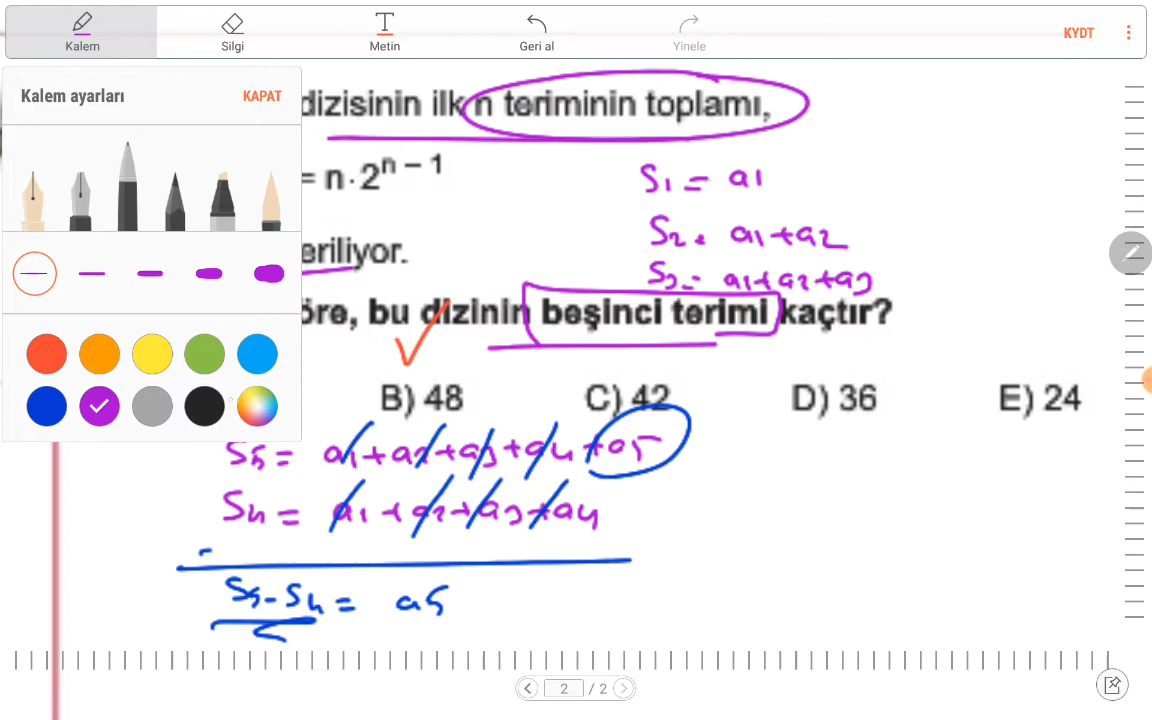 Kalem
Silgi
Metin
Geri al
Yinele
KYDT
Kalem ayarları
KAPAT
dizisinin ilk n teriminin toplamı,
= n · 2^{n – 1}
S1 = a1
S2 = a1+a2
S3 = a1+a2+a3
eriliyor.
öre, bu dizinin beşinci terimi kaçtır?
B) 48 C) 42 D) 36 E) 24
S5 = a1+a2+a3+a4+a5
S4 = a1+a2+a3+a4
-
S5-S4 = a5
2 / 2